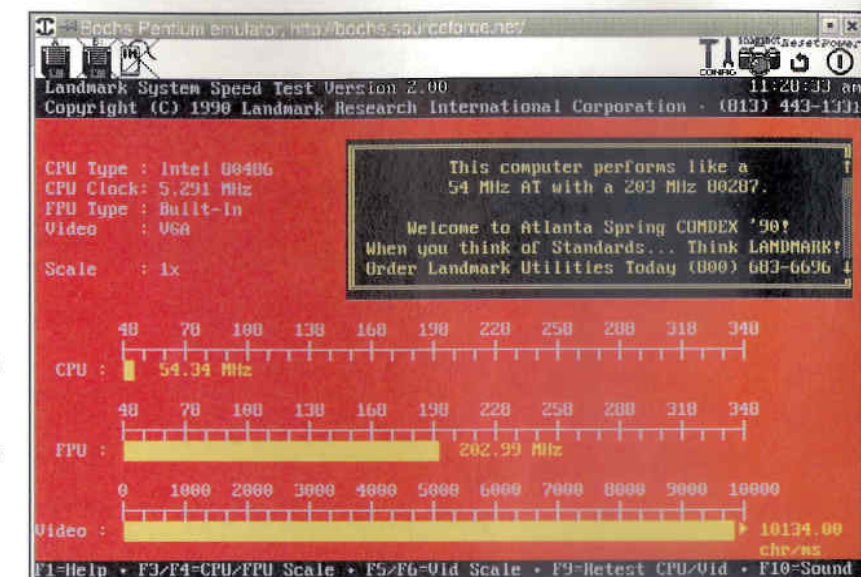 Bochs Pentium emulator, http://bochs.sourceforge.net/
CONFIG SNAPSHOT Reset Power
Landmark System Speed Test Version 2.00 11:28:33 am
Copyright (C) 1990 Landmark Research International Corporation - (813) 443-1331
CPU Type : Intel 80486
CPU Clock: 5.291 MHz
FPU Type : Built-In
Video : VGA
Scale : 1x
This computer performs like a
54 MHz AT with a 203 MHz 80287.
Welcome to Atlanta Spring COMDEX '90!
When you think of Standards... Think LANDMARK!
Order Landmark Utilities Today (800) 683-6696
40 70 100 130 160 190 220 250 280 310 340
CPU : 54.34 MHz
40 70 100 130 160 190 220 250 280 310 340
FPU : 202.99 MHz
0 1000 2000 3000 4000 5000 6000 7000 8000 9000 10000
Video : 10134.00
chr/ms
F1=Help • F3/F4=CPU/FPU Scale • F5/F6=Vid Scale • F9=Retest CPU/Vid • F10=Sound